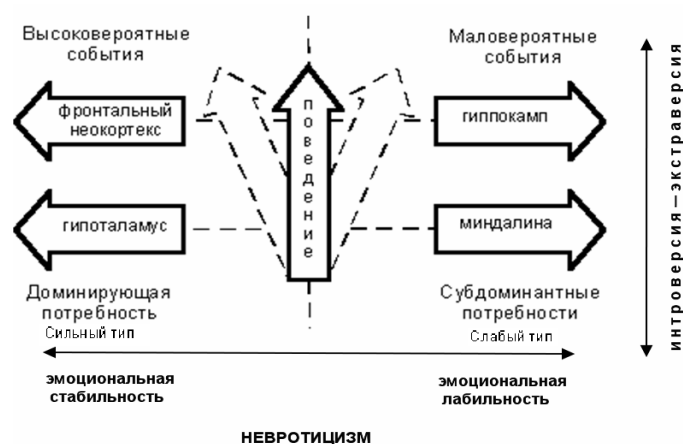 Высоковероятные
события
Маловероятные
события
фронтальный
неокортекс
поведение
гиппокамп
гипоталамус
миндалина
Доминирующая
потребность
Сильный тип
Субдоминантные
потребности
Слабый тип
эмоциональная
стабильность
эмоциональная
лабильность
НЕВРОТИЦИЗМ
интроверсия–экстраверсия